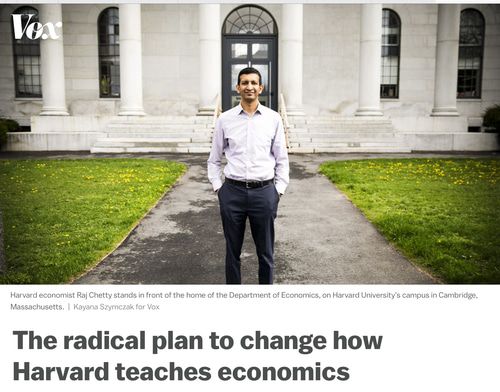 Vox
Harvard economist Raj Chetty stands in front of the home of the Department of Economics, on Harvard University's campus in Cambridge,
Massachusetts. | Kayana Szymczak for Vox
The radical plan to change how
Harvard teaches economics